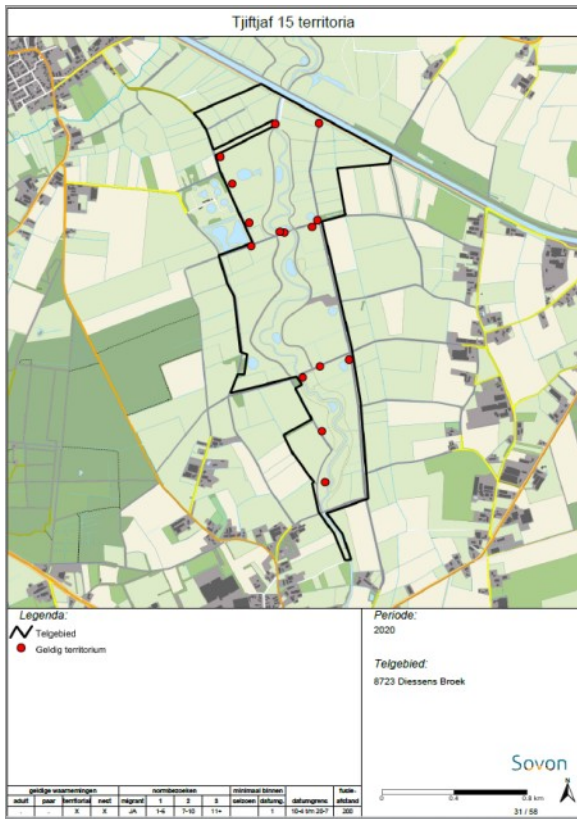 Tjiftjaf 15 territoria
Legenda:
Telgebied
Geldig territorium
Periode:
2020
Telgebied:
8723 Diessens Broek
Sovon
0 0.4 0.8 km
N
31 / 58
geldige waarnemingen normbezoeken minimaal binnen fusie-
adult paar territoriaal nest migrant 1 2 3 seizoen datumg. datumgrens afstand
. . X X JA 1-6 7-10 11+ 1 10-4 t/m 20-7 200